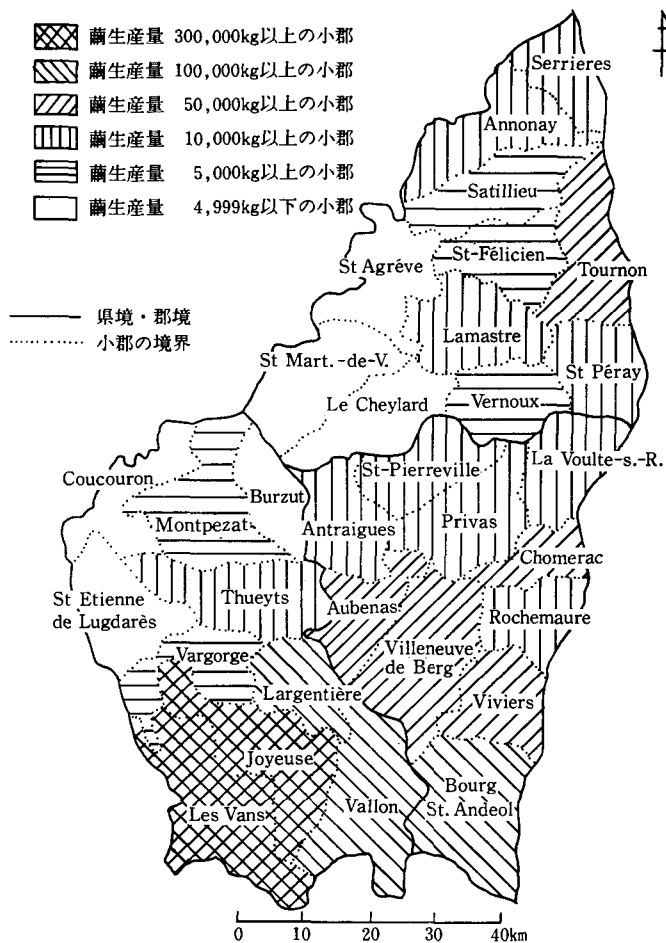 繭生産量 300,000kg以上の小郡
繭生産量 100,000kg以上の小郡
繭生産量 50,000kg以上の小郡
繭生産量 10,000kg以上の小郡
繭生産量 5,000kg以上の小郡
繭生産量 4,999kg以下の小郡
県境・郡境
小郡の境界
N
Serrieres
Annonay
Satillieu
St-Félicien
St Agréve
Tournon
Lamastre
St Mart.-de-V.
St Péray
Le Cheylard
Vernoux
La Voulte-s.-R.
St-Pierreville
Coucouron
Burzut
Montpezat
Antraigues
Privas
Chomerac
Thueyts
St Etienne
de Lugdarès
Aubenas
Rochemaure
Vargorge
Villeneuve
de Berg
Largentière
Viviers
Joyeuse
Bourg
St. Àndeol
Les Vans
Vallon
0 10 20 30 40km